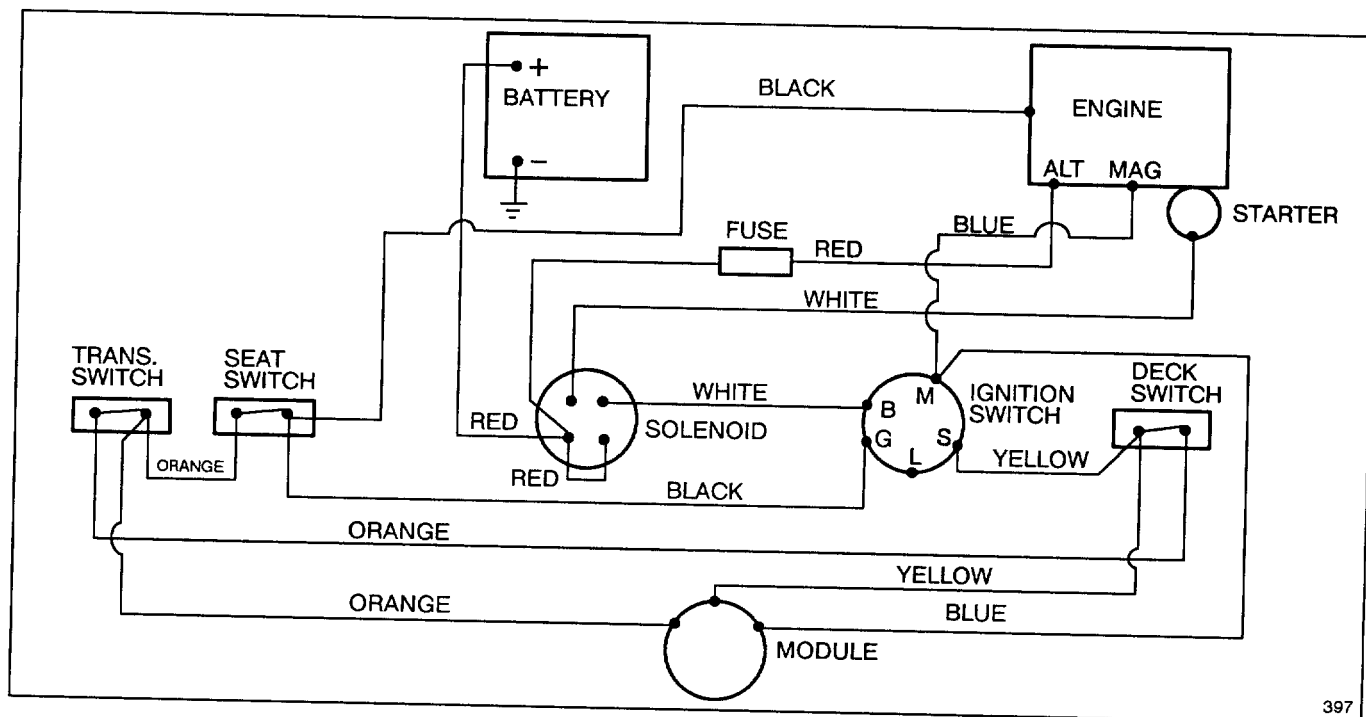 +
BATTERY
−
BLACK
ENGINE
ALT MAG
STARTER
BLUE
FUSE
RED
WHITE
TRANS.
SWITCH
SEAT
SWITCH
DECK
SWITCH
M
IGNITION
SWITCH
WHITE
B
RED
SOLENOID
G
S
L
YELLOW
ORANGE
RED
BLACK
ORANGE
YELLOW
ORANGE
BLUE
MODULE
397